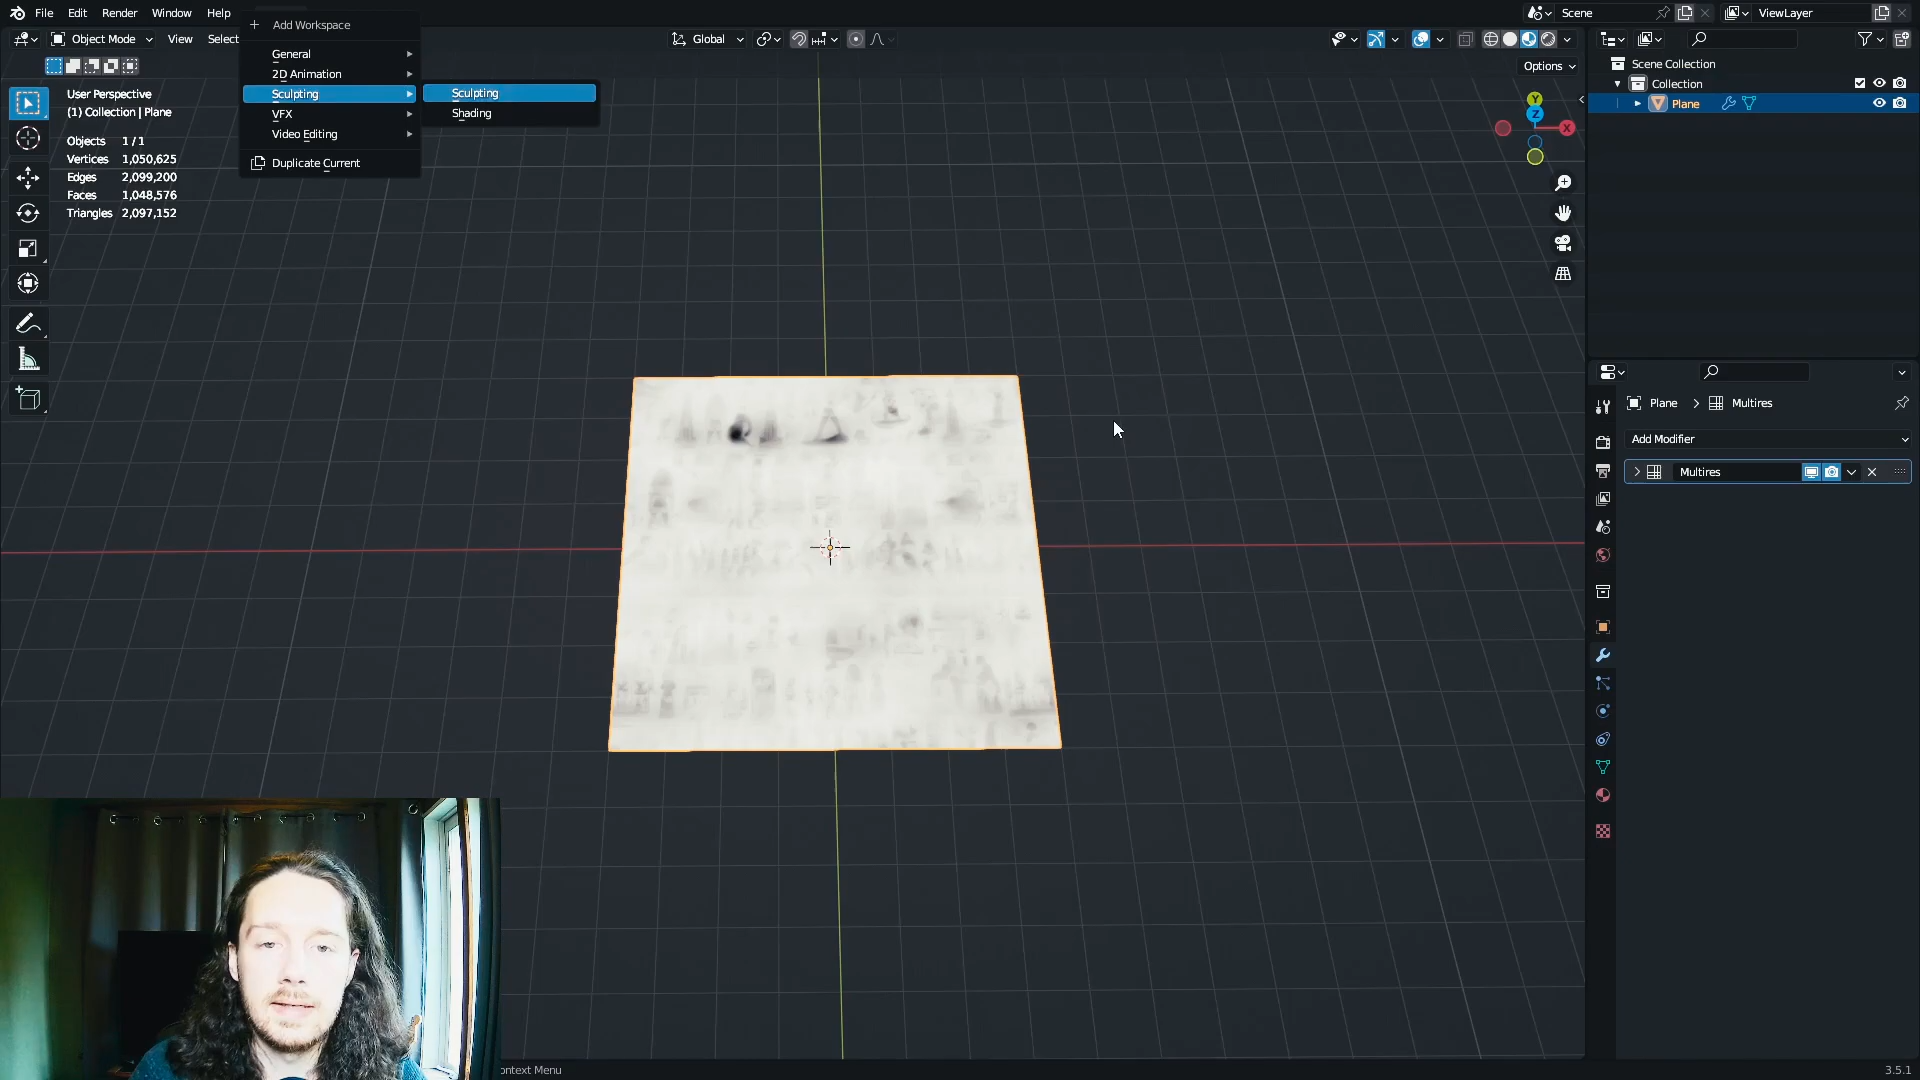 File Edit Render Window Help
+ Add Workspace
General
2D Animation
Sculpting
VFX
Video Editing
Duplicate Current
Sculpting
Shading
Scene
ViewLayer
Object Mode View Select
Global
Options
User Perspective
(1) Collection | Plane
Objects 1 / 1
Vertices 1,050,625
Edges 2,099,200
Faces 1,048,576
Triangles 2,097,152
Y
Z
X
Scene Collection
Collection
Plane
Plane > Multires
Add Modifier
Multires
ontext Menu
3.5.1